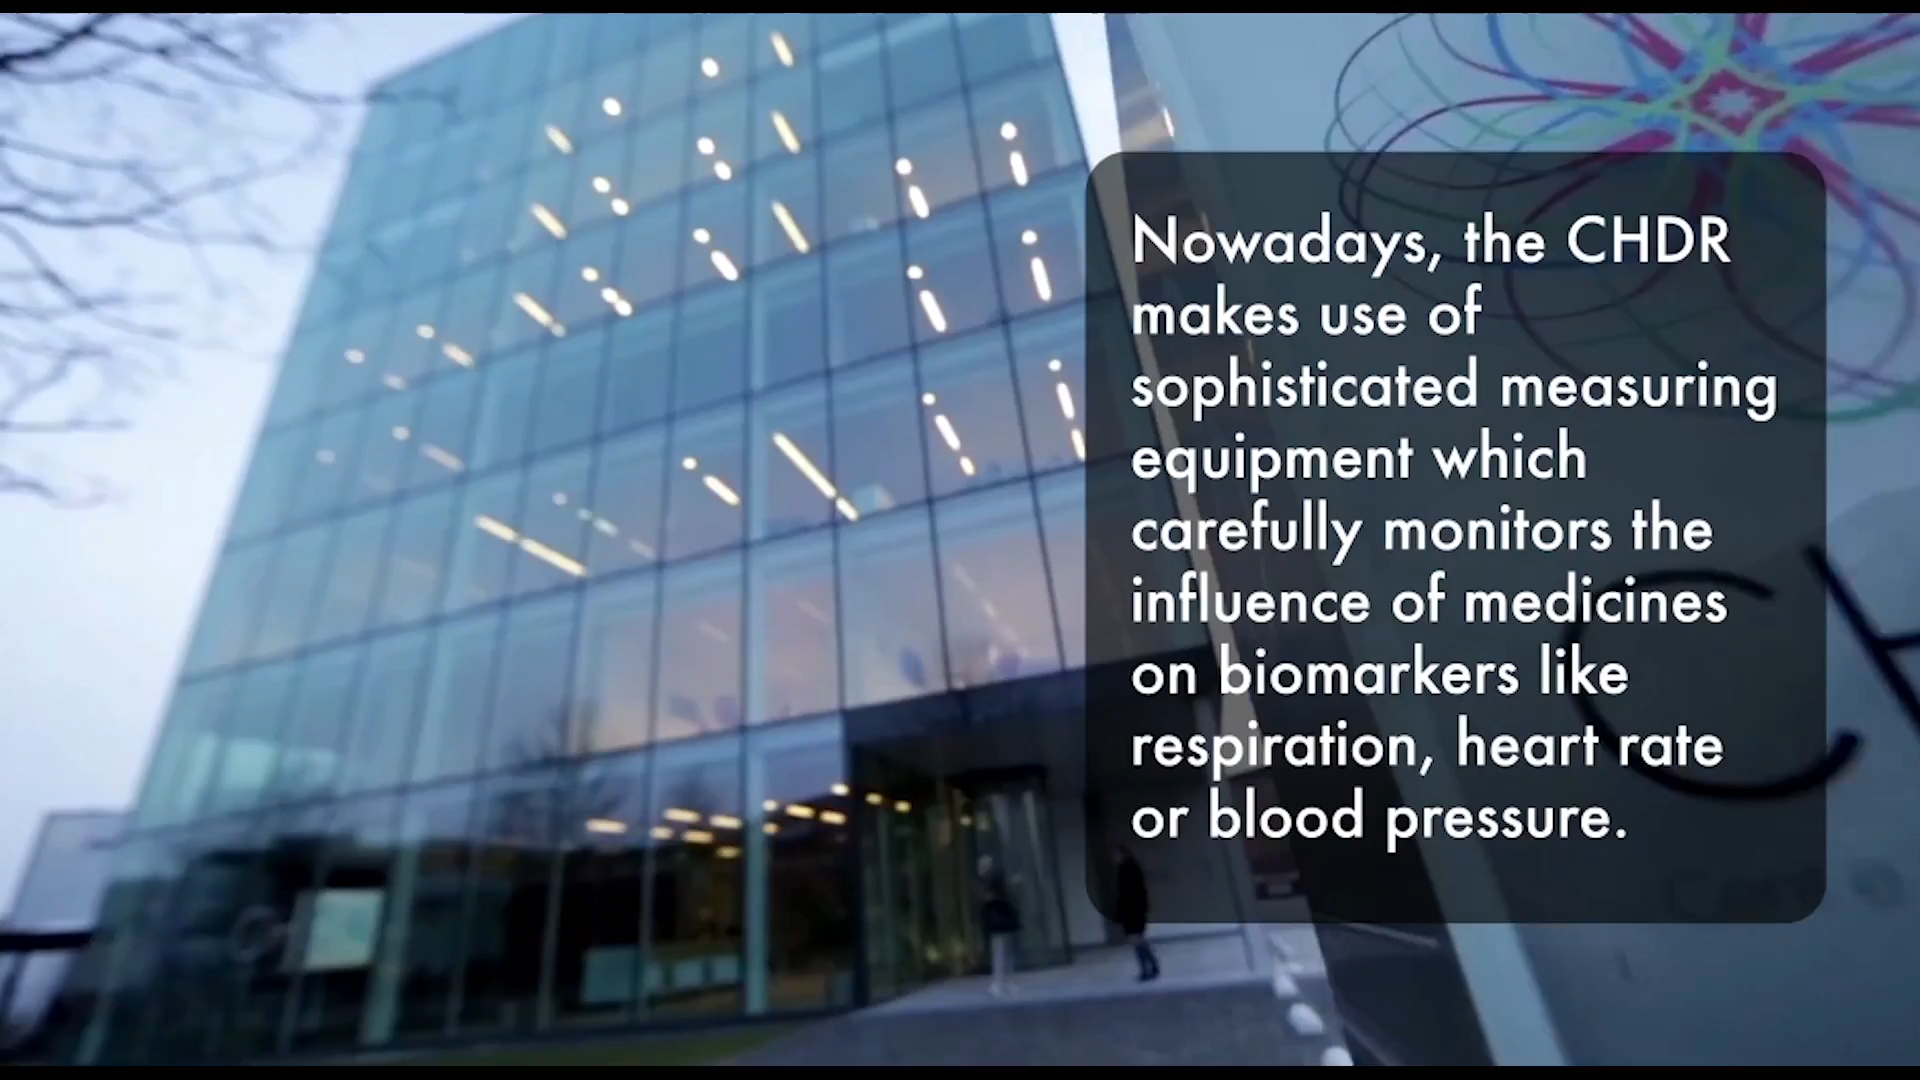 Nowadays, the CHDR
makes use of
sophisticated measuring
equipment which
carefully monitors the
influence of medicines
on biomarkers like
respiration, heart rate
or blood pressure.
CH